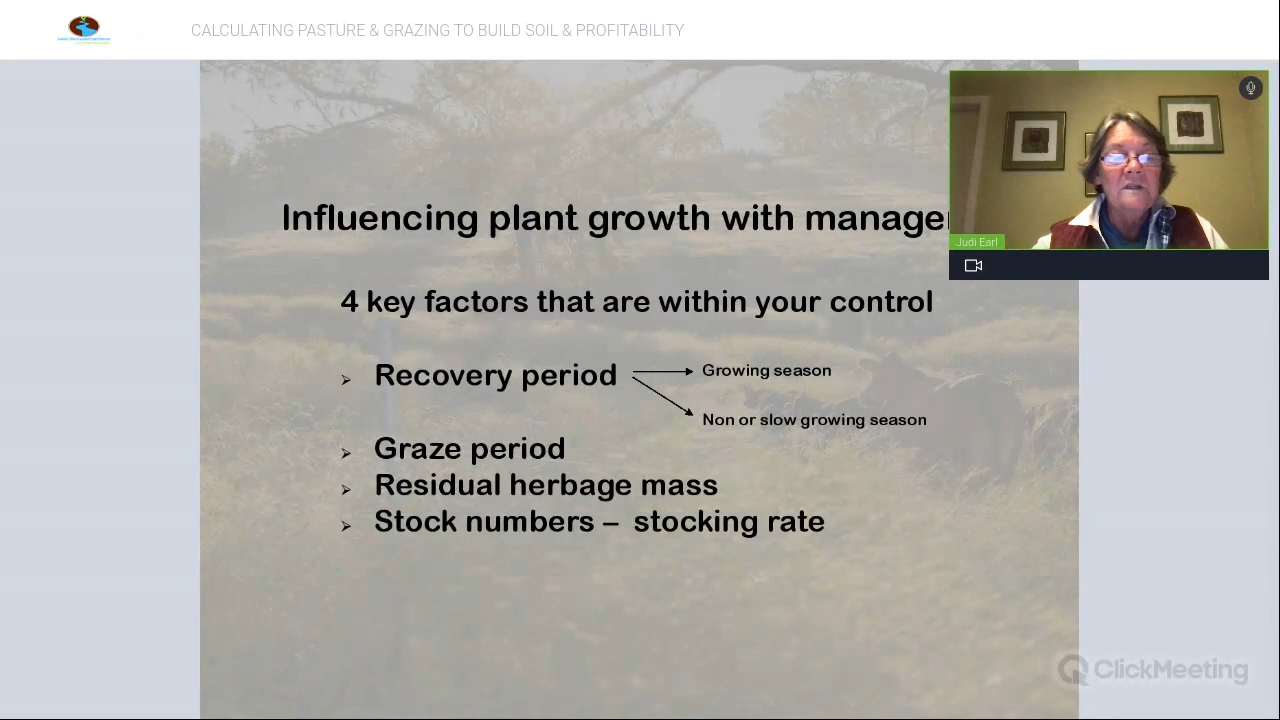 CALCULATING PASTURE & GRAZING TO BUILD SOIL & PROFITABILITY
Influencing plant growth with manage
Judi Earl
4 key factors that are within your control
Recovery period
Growing season
Non or slow growing season
Graze period
Residual herbage mass
Stock numbers – stocking rate
ClickMeeting